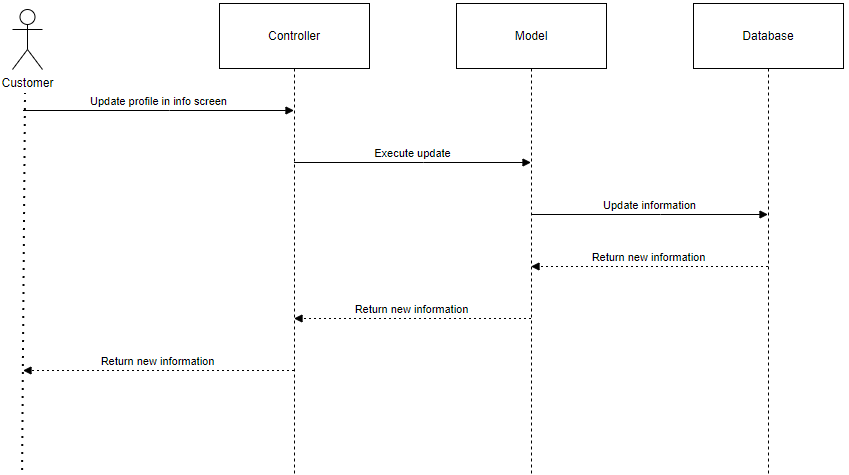 Controller
Model
Database
Customer
Update profile in info screen
Execute update
Update information
Return new information
Return new information
Return new information